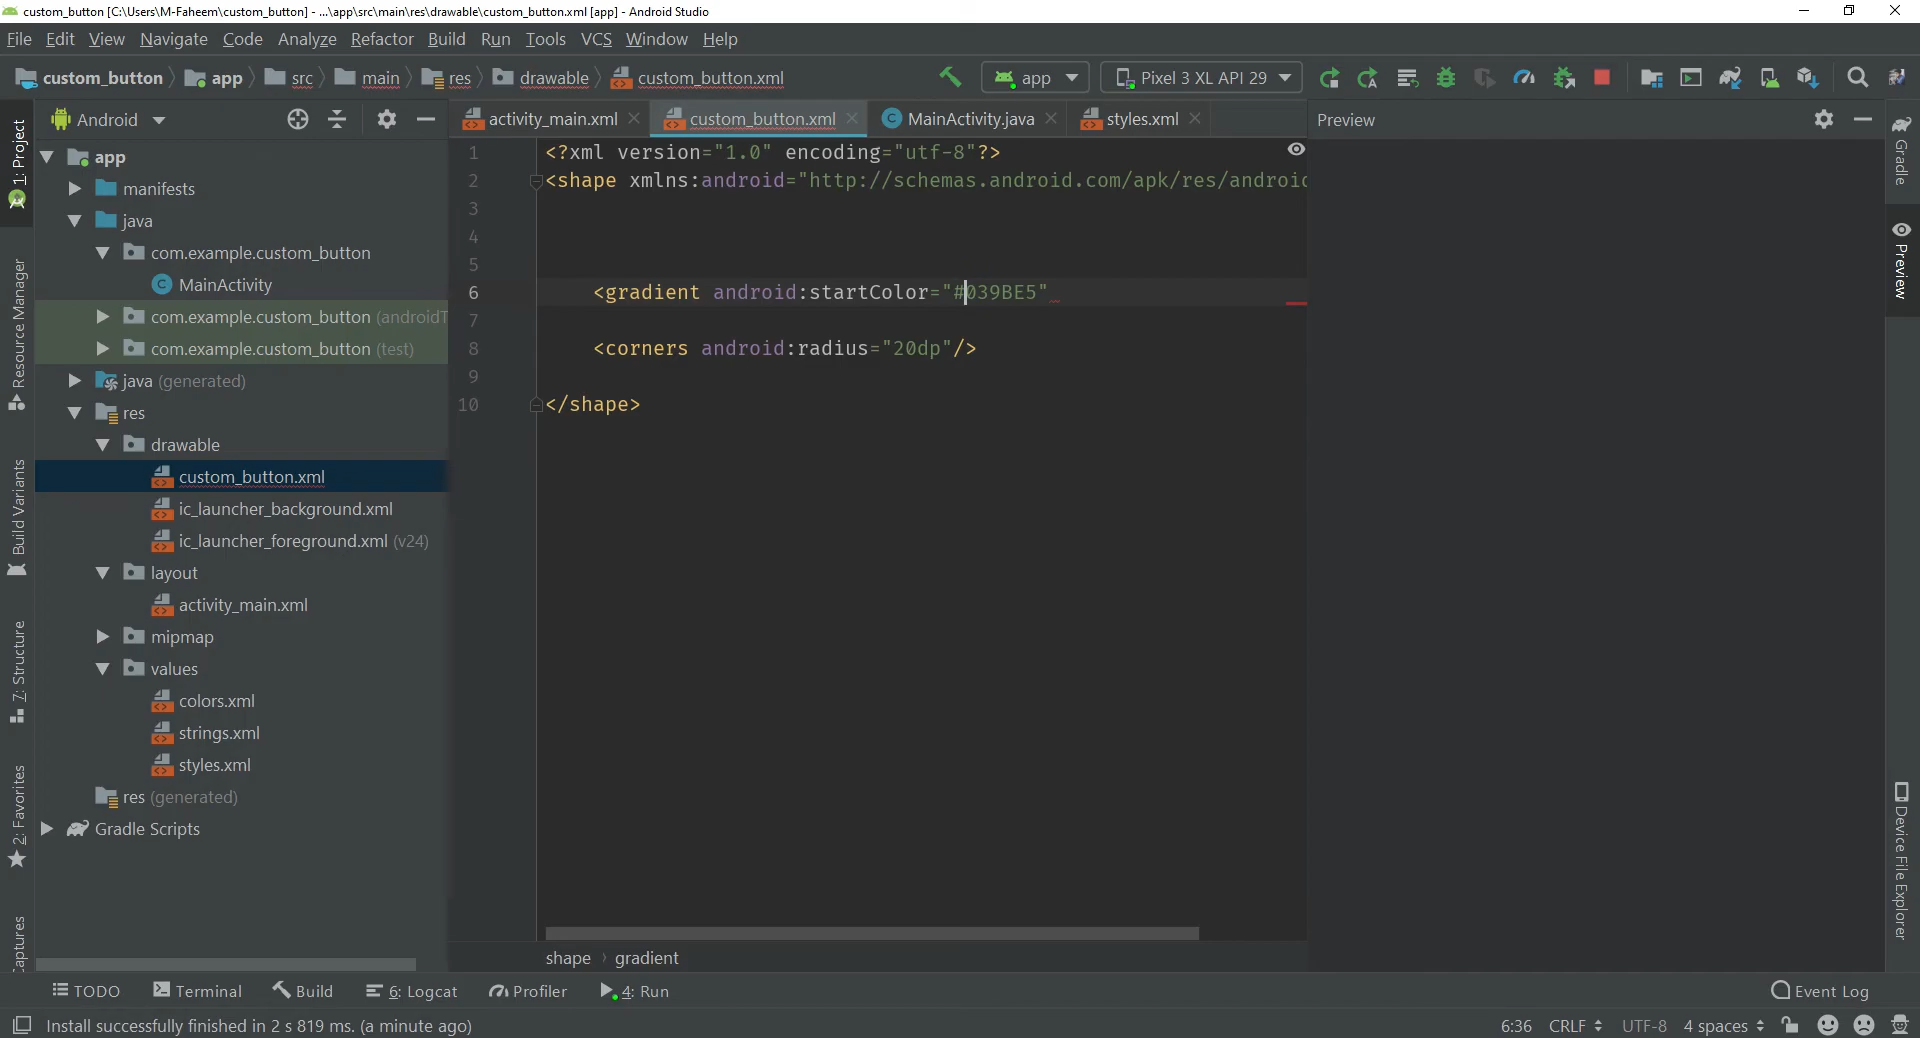 custom_button [C:\Users\M-Faheem\custom_button] - ...\app\src\main\res\drawable\custom_button.xml [app] - Android Studio
File Edit View Navigate Code Analyze Refactor Build Run Tools VCS Window Help
custom_button app src main res drawable custom_button.xml app Pixel 3 XL API 29
Android
activity_main.xml custom_button.xml MainActivity.java styles.xml
Preview
1: Project
Resource Manager
Build Variants
7: Structure
2: Favorites
aptures
app
manifests
java
com.example.custom_button
MainActivity
com.example.custom_button (androidT
com.example.custom_button (test)
java (generated)
res
drawable
custom_button.xml
ic_launcher_background.xml
ic_launcher_foreground.xml (v24)
layout
activity_main.xml
mipmap
values
colors.xml
strings.xml
styles.xml
res (generated)
Gradle Scripts
1 <?xml version="1.0" encoding="utf-8"?>
2 <shape xmlns:android="http://schemas.android.com/apk/res/android
3
4
5
6 <gradient android:startColor="#039BE5"
7
8 <corners android:radius="20dp"/>
9
10 </shape>
shape › gradient
Gradle
Preview
Device File Explorer
TODO Terminal Build 6: Logcat Profiler 4: Run Event Log
Install successfully finished in 2 s 819 ms. (a minute ago) 6:36 CRLF UTF-8 4 spaces